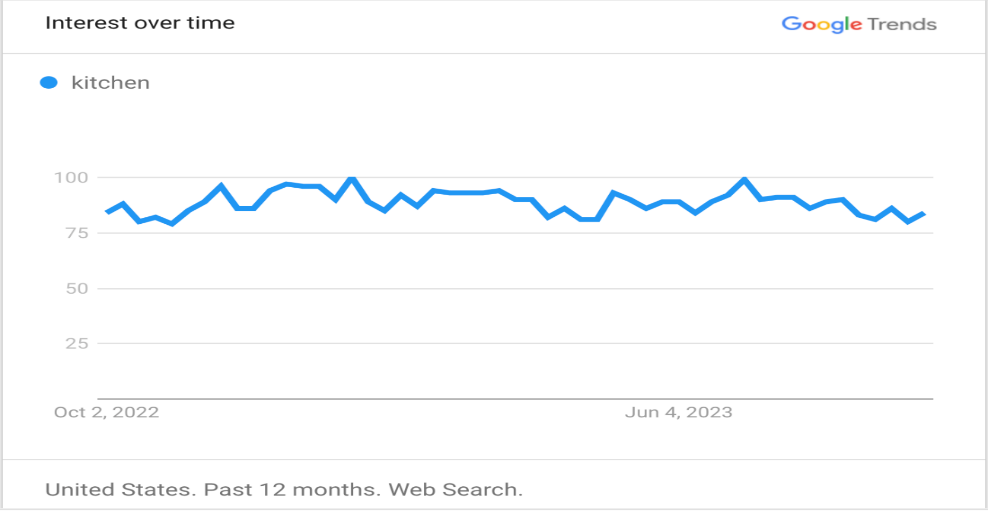 Interest over time
Google Trends
kitchen
100
75
50
25
Oct 2, 2022
Jun 4, 2023
United States. Past 12 months. Web Search.